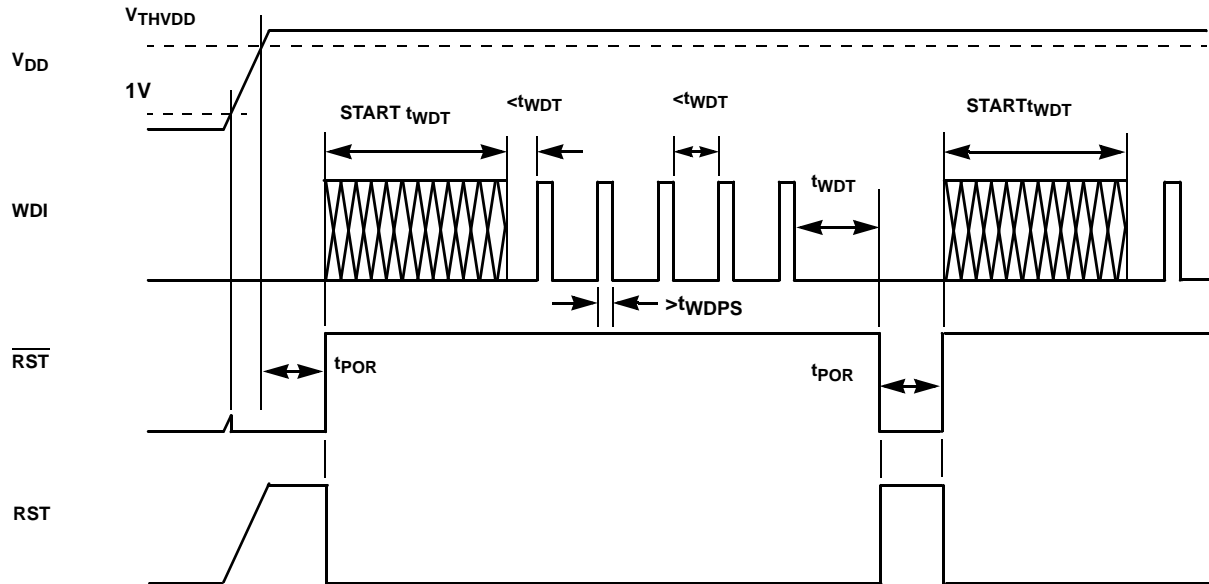 VTHVDD
VDD
1V
START tWDT
<tWDT
<tWDT
STARTtWDT
tWDT
WDI
>tWDPS
RST
tPOR
tPOR
RST